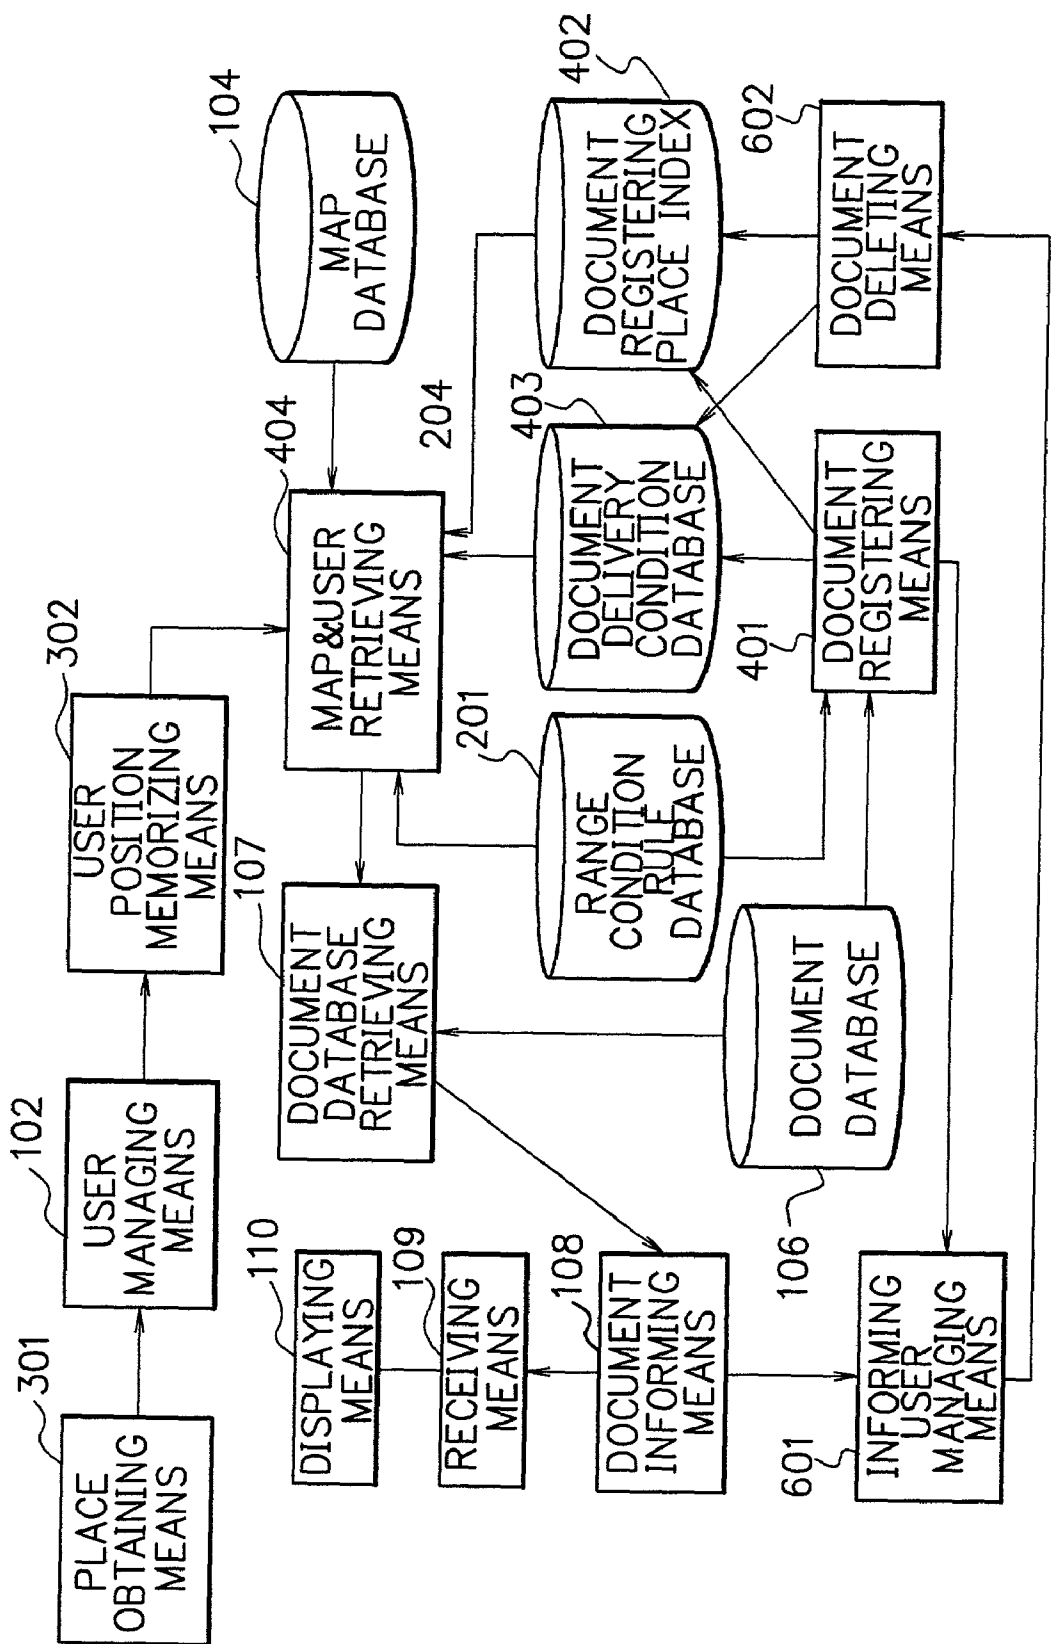 301
PLACE
OBTAINING
MEANS
102
USER
MANAGING
MEANS
302
USER
POSITION
MEMORIZING
MEANS
104
MAP
DATABASE
110
DISPLAYING
MEANS
109
RECEIVING
MEANS
107
DOCUMENT
DATABASE
RETRIEVING
MEANS
404
MAP&USER
RETRIEVING
MEANS
204
108
DOCUMENT
INFORMING
MEANS
201
RANGE
CONDITION
RULE
DATABASE
403
DOCUMENT
DELIVERY
CONDITION
DATABASE
402
DOCUMENT
REGISTERING
PLACE INDEX
106
DOCUMENT
DATABASE
601
INFORMING
USER
MANAGING
MEANS
401
DOCUMENT
REGISTERING
MEANS
602
DOCUMENT
DELETING
MEANS